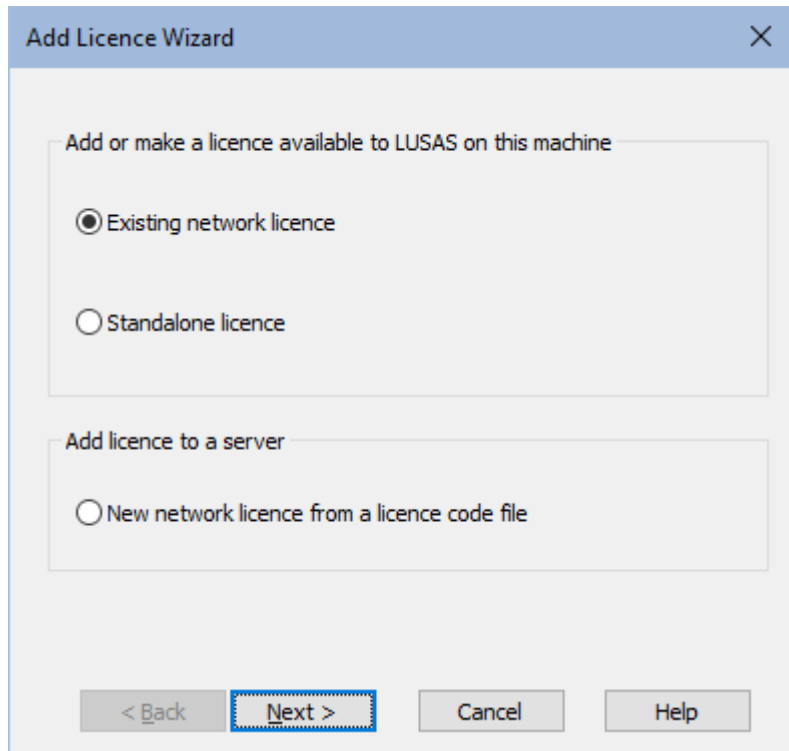 Add Licence Wizard
Add or make a licence available to LUSAS on this machine
Existing network licence
Standalone licence
Add licence to a server
New network licence from a licence code file
< Back Next > Cancel Help